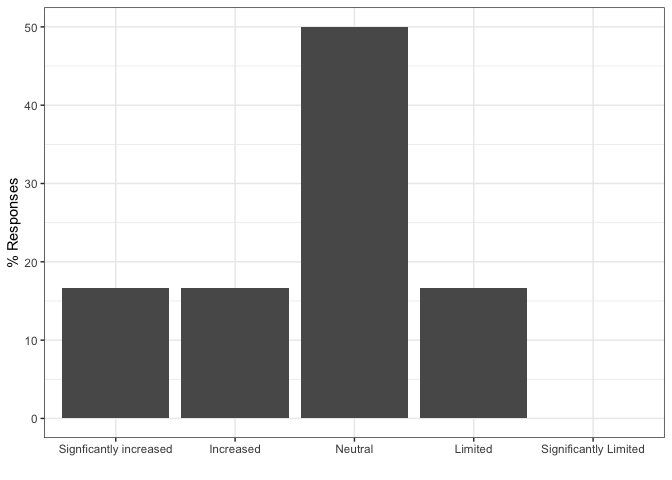 % Responses
50
40
30
20
10
0
Signficantly increased
Increased
Neutral
Limited
Significantly Limited